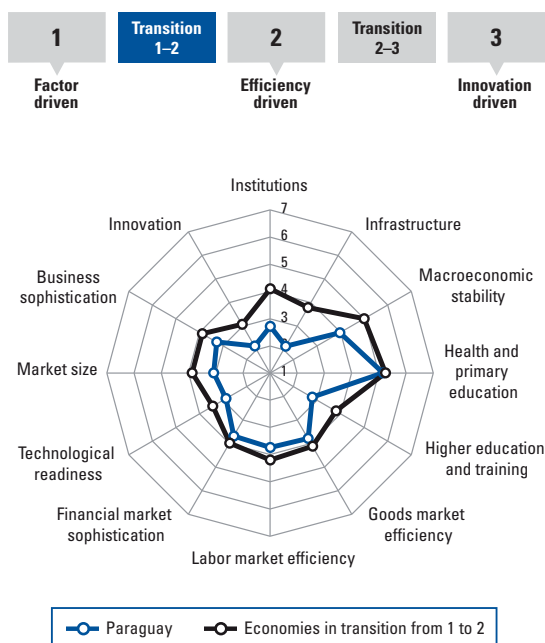 1
Transition
1–2
2
Transition
2–3
3
Factor
driven
Efficiency
driven
Innovation
driven
Institutions
7
Innovation
6
Infrastructure
5
Business
sophistication
4
Macroeconomic
stability
3
Market size
1
Health and
primary
education
Technological
readiness
Higher education
and training
Financial market
sophistication
Goods market
efficiency
Labor market efficiency
Paraguay
Economies in transition from 1 to 2